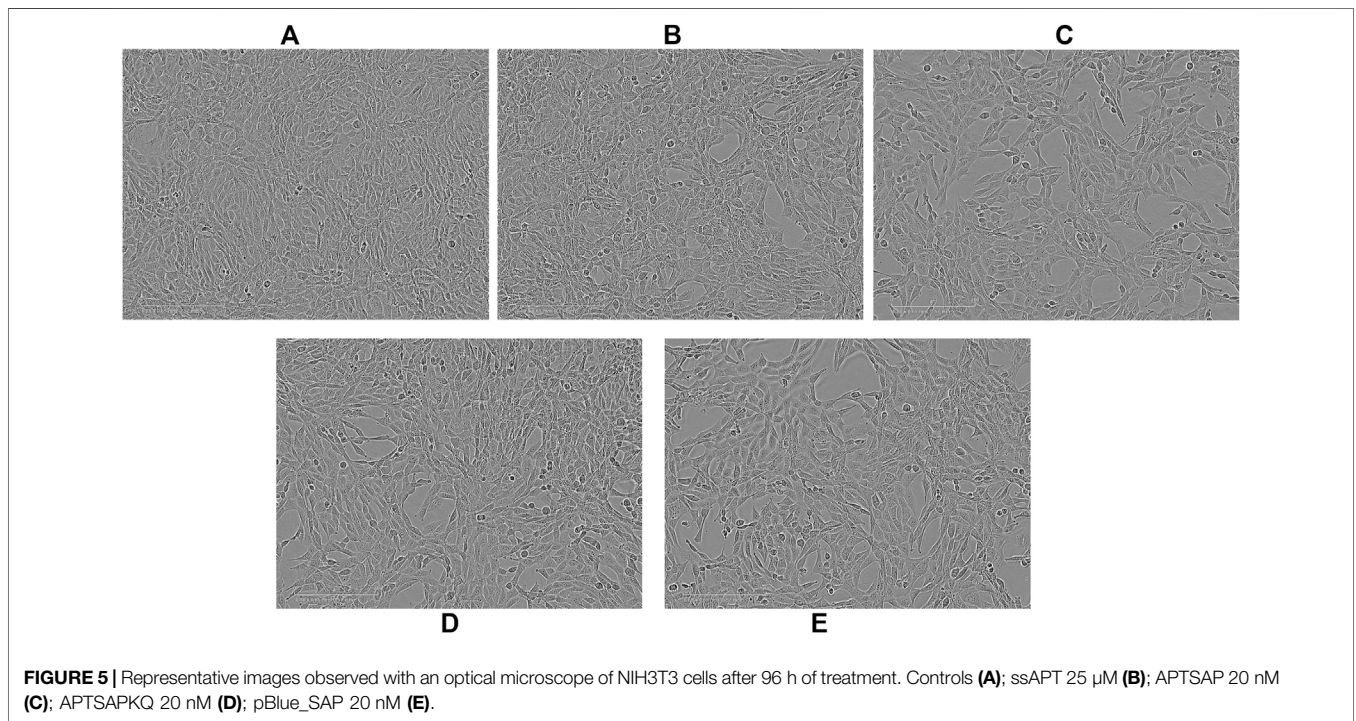 A
B
C
D
E
FIGURE 5 | Representative images observed with an optical microscope of NIH3T3 cells after 96 h of treatment. Controls (A); ssAPT 25 µM (B); APTSAP 20 nM
(C); APTSAPKQ 20 nM (D); pBlue_SAP 20 nM (E).